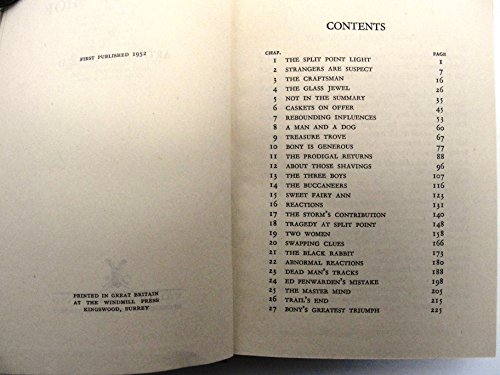 FIRST PUBLISHED 1952
PRINTED IN GREAT BRITAIN
AT THE WINDMILL PRESS
KINGSWOOD, SURREY
CONTENTS
CHAP. PAGE
1 THE SPLIT POINT LIGHT 1
2 STRANGERS ARE SUSPECT 7
3 THE CRAFTSMAN 16
4 THE GLASS JEWEL 26
5 NOT IN THE SUMMARY 35
6 CASKETS ON OFFER 45
7 REBOUNDING INFLUENCES 53
8 A MAN AND A DOG 60
9 TREASURE TROVE 67
10 BONY IS GENEROUS 77
11 THE PRODIGAL RETURNS 88
12 ABOUT THOSE SHAVINGS 96
13 THE THREE BOYS 107
14 THE BUCCANEERS 116
15 SWEET FAIRY ANN 123
16 REACTIONS 131
17 THE STORM'S CONTRIBUTION 140
18 TRAGEDY AT SPLIT POINT 148
19 TWO WOMEN 158
20 SWAPPING CLUES 166
21 THE BLACK RABBIT 173
22 ABNORMAL REACTIONS 180
23 DEAD MAN'S TRACKS 188
24 ED PENWARDEN'S MISTAKE 198
25 THE MASTER MIND 205
26 TRAIL'S END 215
27 BONY'S GREATEST TRIUMPH 225